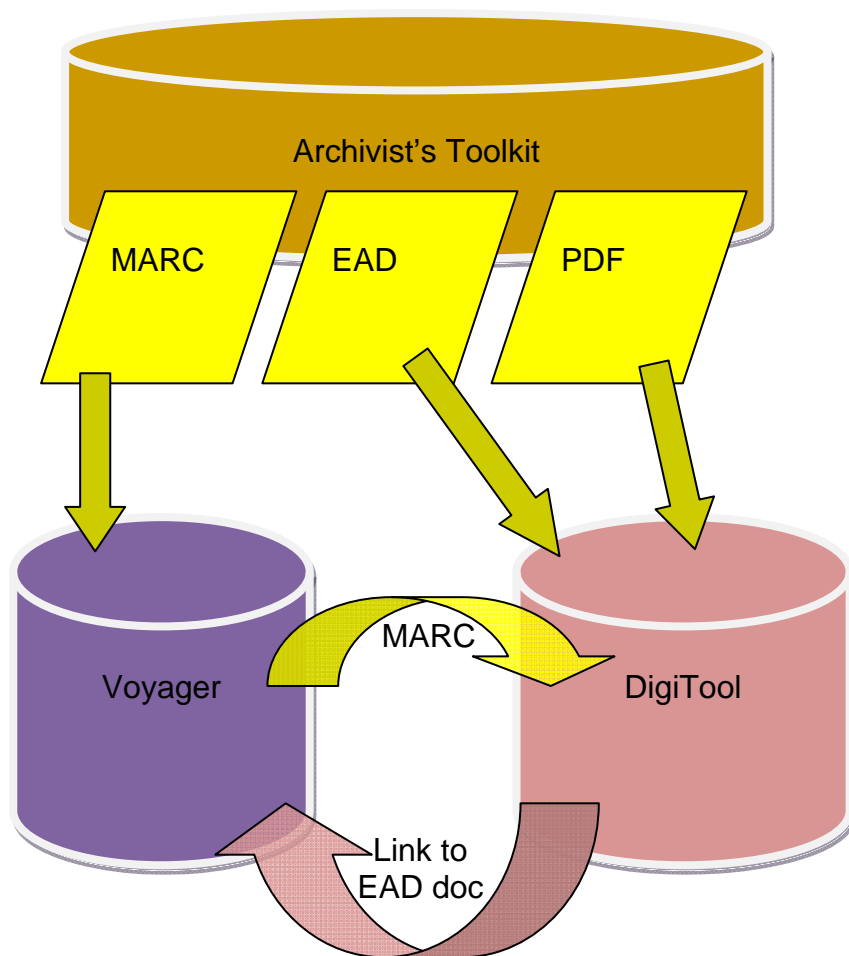 Archivist’s Toolkit
MARC
EAD
PDF
MARC
Voyager
DigiTool
Link to
EAD doc